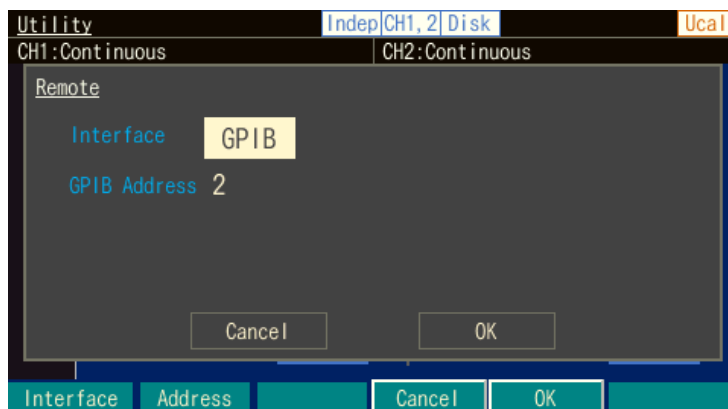 Utility Indep CH1,2 Disk Ucal
CH1:Continuous CH2:Continuous
Remote
Interface GPIB
GPIB Address 2
Cancel OK
Interface Address Cancel OK